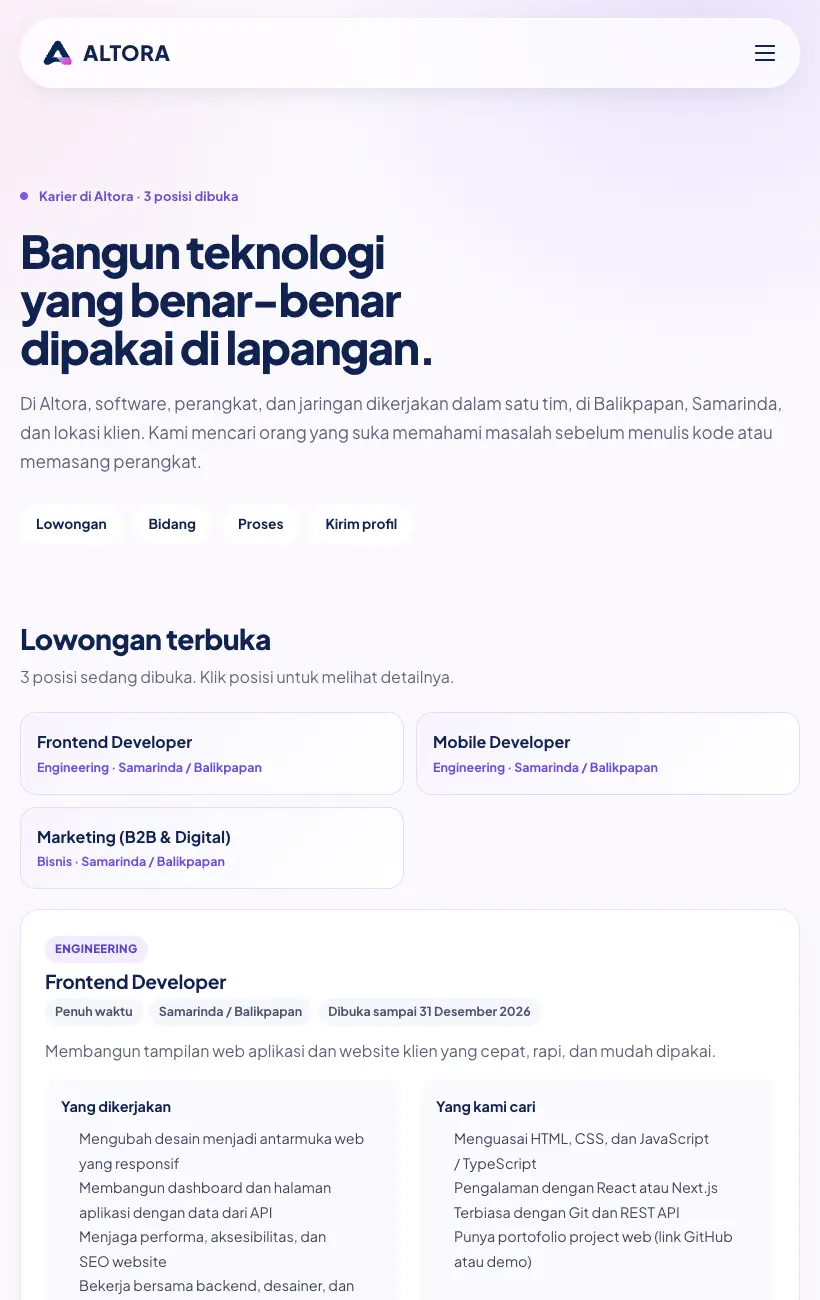 ALTORA
Karier di Altora · 3 posisi dibuka
Bangun teknologi
yang benar-benar
dipakai di lapangan.
Di Altora, software, perangkat, dan jaringan dikerjakan dalam satu tim, di Balikpapan, Samarinda,
dan lokasi klien. Kami mencari orang yang suka memahami masalah sebelum menulis kode atau
memasang perangkat.
Lowongan
Bidang
Proses
Kirim profil
Lowongan terbuka
3 posisi sedang dibuka. Klik posisi untuk melihat detailnya.
Frontend Developer
Engineering · Samarinda / Balikpapan
Mobile Developer
Engineering · Samarinda / Balikpapan
Marketing (B2B & Digital)
Bisnis · Samarinda / Balikpapan
ENGINEERING
Frontend Developer
Penuh waktu
Samarinda / Balikpapan
Dibuka sampai 31 Desember 2026
Membangun tampilan web aplikasi dan website klien yang cepat, rapi, dan mudah dipakai.
Yang dikerjakan
Mengubah desain menjadi antarmuka web
yang responsif
Membangun dashboard dan halaman
aplikasi dengan data dari API
Menjaga performa, aksesibilitas, dan
SEO website
Bekerja bersama backend, desainer, dan
Yang kami cari
Menguasai HTML, CSS, dan JavaScript
/ TypeScript
Pengalaman dengan React atau Next.js
Terbiasa dengan Git dan REST API
Punya portofolio project web (link GitHub
atau demo)